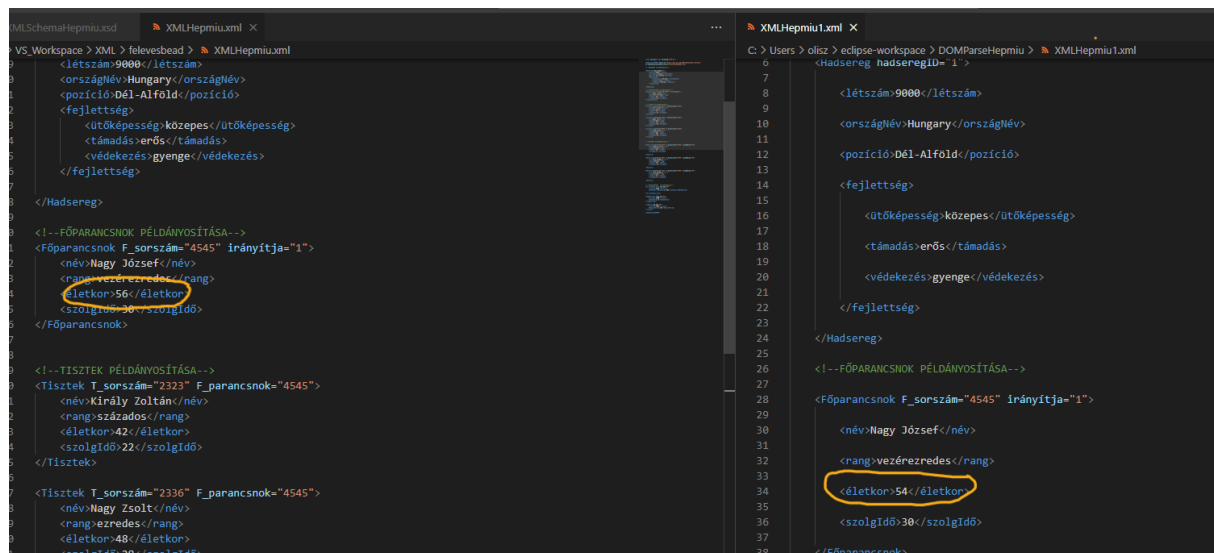 XMLSchemaHepmiu.xsd
XMLHepmiu.xml
VS_Workspace > XML > felevesbead > XMLHepmiu.xml
<létszám>9000</létszám>
<országNév>Hungary</országNév>
<pozíció>Dél-Alföld</pozíció>
<fejlettség>
<ütőképesség>közepes</ütőképesség>
<támadás>erős</támadás>
<védekezés>gyenge</védekezés>
</fejlettség>
</Hadsereg>
<!--FŐPARANCSNOK PÉLDÁNYOSÍTÁSA-->
<Főparancsnok F_sorszám="4545" irányítja="1">
<név>Nagy József</név>
<rang>vezérezredes</rang>
<életkor>56</életkor>
<szolgIdő>30</szolgIdő>
</Főparancsnok>
<!--TISZTEK PÉLDÁNYOSÍTÁSA-->
<Tisztek T_sorszám="2323" F_parancsnok="4545">
<név>Király Zoltán</név>
<rang>százados</rang>
<életkor>42</életkor>
<szolgIdő>22</szolgIdő>
</Tisztek>
<Tisztek T_sorszám="2336" F_parancsnok="4545">
<név>Nagy Zsolt</név>
<rang>ezredes</rang>
<életkor>48</életkor>
XMLHepmiu1.xml
C: > Users > olisz > eclipse-workspace > DOMParseHepmiu > XMLHepmiu1.xml
6 <Hadsereg hadseregID="1">
7
8 <létszám>9000</létszám>
9
10 <országNév>Hungary</országNév>
11
12 <pozíció>Dél-Alföld</pozíció>
13
14 <fejlettség>
15
16 <ütőképesség>közepes</ütőképesség>
17
18 <támadás>erős</támadás>
19
20 <védekezés>gyenge</védekezés>
21
22 </fejlettség>
23
24 </Hadsereg>
25
26 <!--FŐPARANCSNOK PÉLDÁNYOSÍTÁSA-->
27
28 <Főparancsnok F_sorszám="4545" irányítja="1">
29
30 <név>Nagy József</név>
31
32 <rang>vezérezredes</rang>
33
34 <életkor>54</életkor>
35
36 <szolgIdő>30</szolgIdő>
37
38 </Főparancsnok>